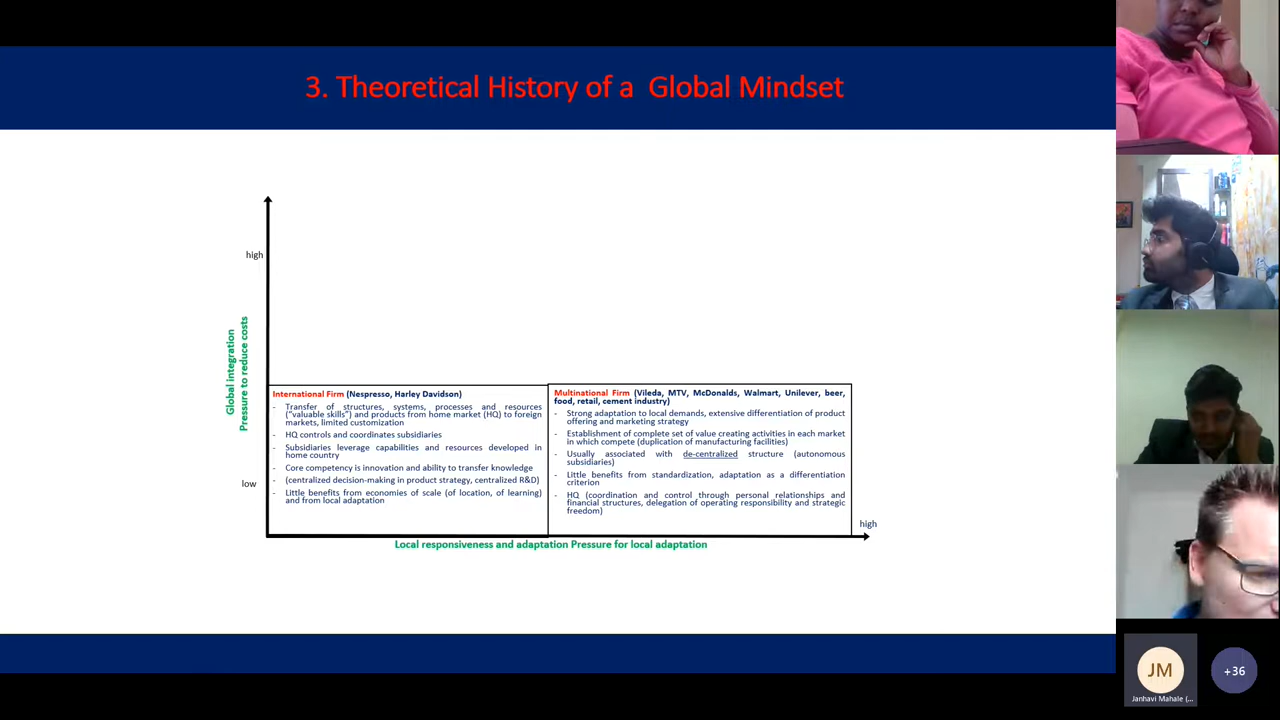 3. Theoretical History of a Global Mindset
high
Global integration
Pressure to reduce costs
low
International Firm (Nespresso, Harley Davidson)
- Transfer of structures, systems, processes and resources
("valuable skills") and products from home market (HQ) to foreign
markets, limited customization
- HQ controls and coordinates subsidiaries
- Subsidiaries leverage capabilities and resources developed in
home country
- Core competency is innovation and ability to transfer knowledge
- (centralized decision-making in product strategy, centralized R&D)
- Little benefits from economies of scale (of location, of learning)
and from local adaptation
Multinational Firm (Vileda, MTV, McDonalds, Walmart, Unilever, beer,
food, retail, cement industry)
- Strong adaptation to local demands, extensive differentiation of product
offering and marketing strategy
- Establishment of complete set of value creating activities in each market
in which compete (duplication of manufacturing facilities)
- Usually associated with de-centralized structure (autonomous
subsidiaries)
- Little benefits from standardization, adaptation as a differentiation
criterion
- HQ (coordination and control through personal relationships and
financial structures, delegation of operating responsibility and strategic
freedom)
high
Local responsiveness and adaptation Pressure for local adaptation
JM
Janhavi Mahale (...
+36